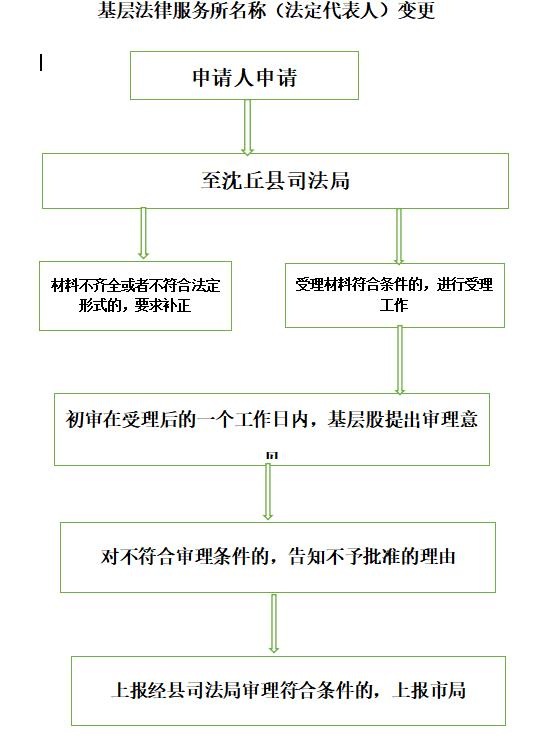 基层法律服务所名称（法定代表人）变更
申请人申请
至沈丘县司法局
材料不齐全或者不符合法定
形式的，要求补正
受理材料符合条件的，进行受理
工作
初审在受理后的一个工作日内，基层股提出审理意
对不符合审理条件的，告知不予批准的理由
上报经县司法局审理符合条件的，上报市局